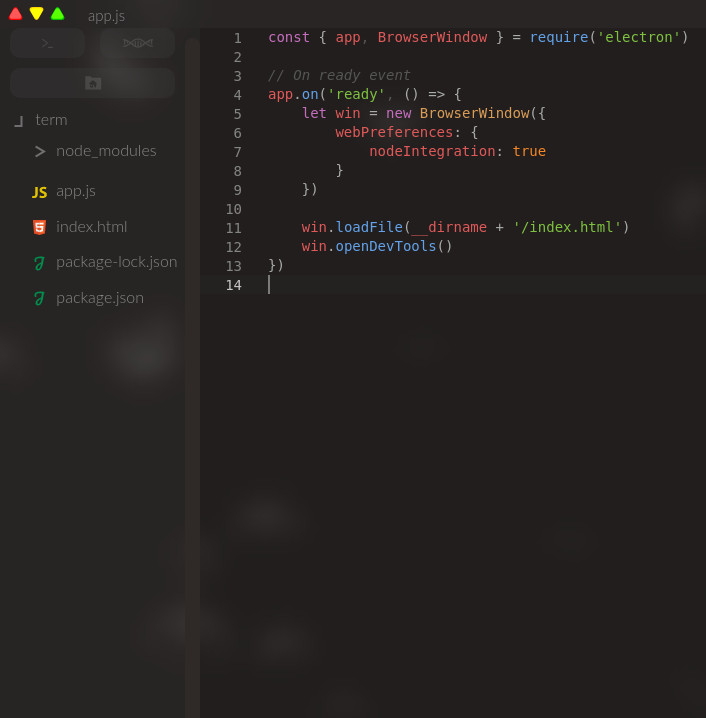 app.js
>_
term
node_modules
JS app.js
index.html
package-lock.json
package.json
1 const { app, BrowserWindow } = require('electron')
2
3 // On ready event
4 app.on('ready', () => {
5     let win = new BrowserWindow({
6         webPreferences: {
7             nodeIntegration: true
8         }
9     })
10
11     win.loadFile(__dirname + '/index.html')
12     win.openDevTools()
13 })
14